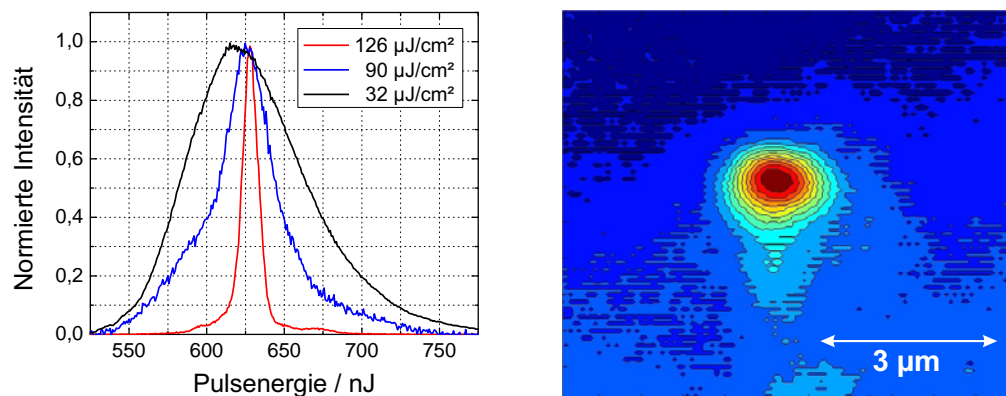 Normierte Intensität
1,0
0,8
0,6
0,4
0,2
0,0
126 µJ/cm²
90 µJ/cm²
32 µJ/cm²
550 600 650 700 750
Pulsenergie / nJ
3 µm